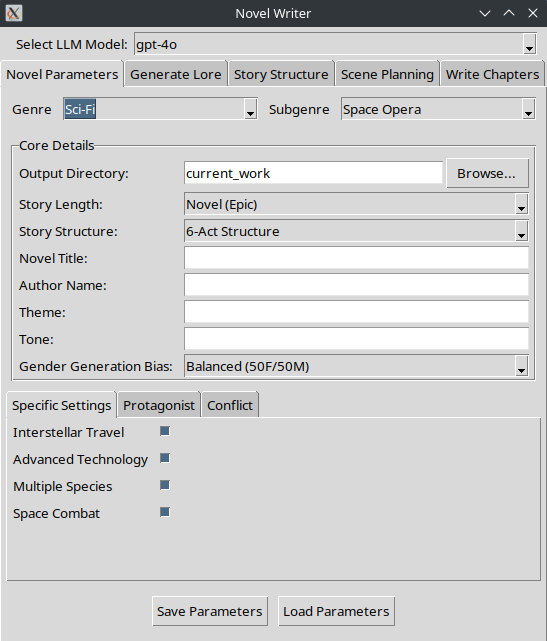 Novel Writer
Select LLM Model: gpt-4o
Novel Parameters Generate Lore Story Structure Scene Planning Write Chapters
Genre Sci-Fi Subgenre Space Opera
Core Details
Output Directory: current_work Browse...
Story Length: Novel (Epic)
Story Structure: 6-Act Structure
Novel Title:
Author Name:
Theme:
Tone:
Gender Generation Bias: Balanced (50F/50M)
Specific Settings Protagonist Conflict
Interstellar Travel
Advanced Technology
Multiple Species
Space Combat
Save Parameters Load Parameters